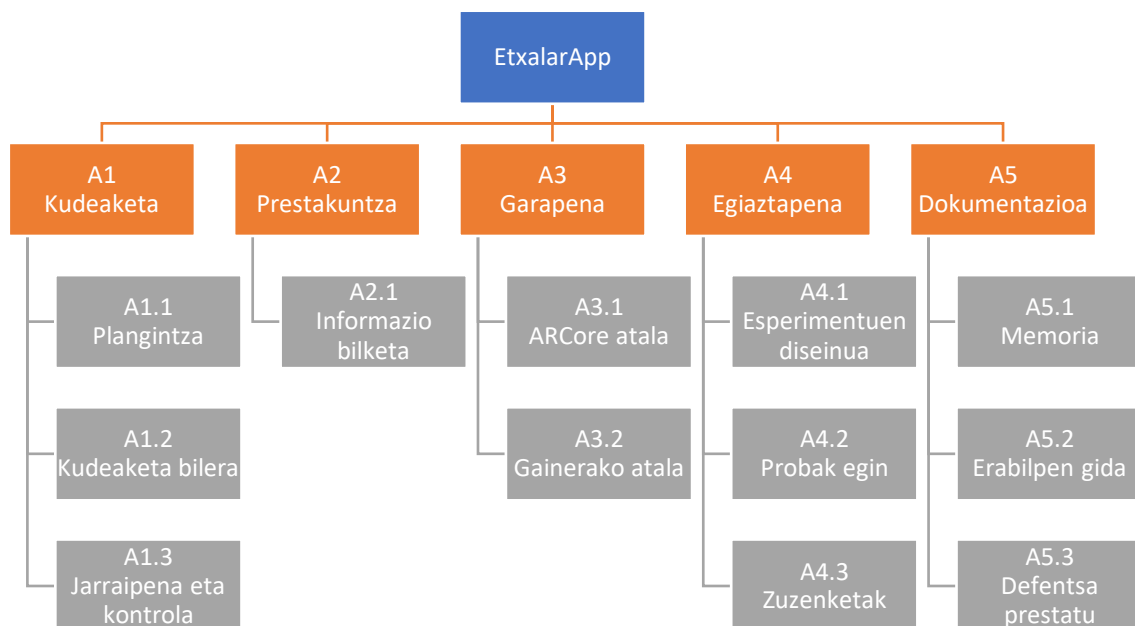 EtxalarApp
A1
Kudeaketa
A2
Prestakuntza
A3
Garapena
A4
Egiaztapena
A5
Dokumentazioa
A1.1
Plangintza
A1.2
Kudeaketa bilera
A1.3
Jarraipena eta
kontrola
A2.1
Informazio
bilketa
A3.1
ARCore atala
A3.2
Gainerako atala
A4.1
Esperimentuen
diseinua
A4.2
Probak egin
A4.3
Zuzenketak
A5.1
Memoria
A5.2
Erabilpen gida
A5.3
Defentsa
prestatu